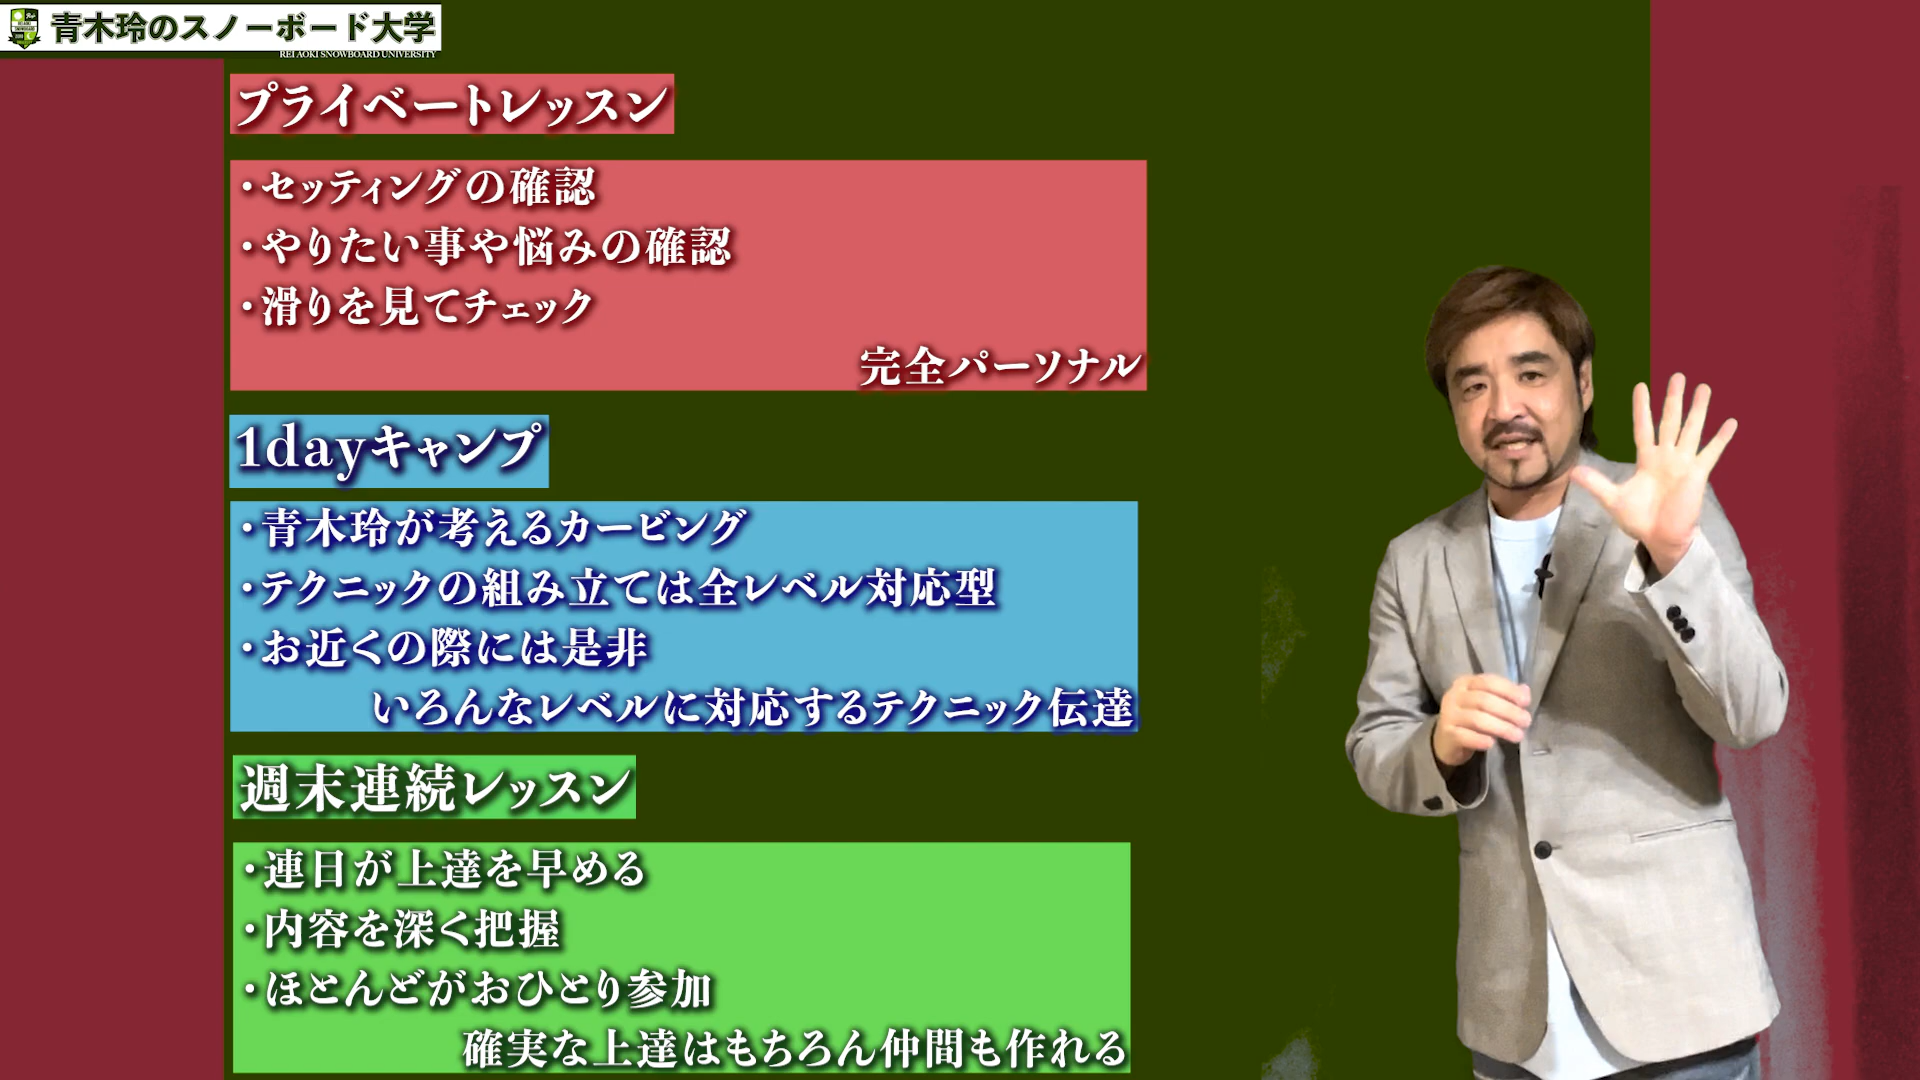 青木玲のスノーボード大学
REI AOKI SNOWBOARD UNIVERSITY
プライベートレッスン
・セッティングの確認
・やりたい事や悩みの確認
・滑りを見てチェック
完全パーソナル
1dayキャンプ
・青木玲が考えるカービング
・テクニックの組み立ては全レベル対応型
・お近くの際には是非
いろんなレベルに対応するテクニック伝達
週末連続レッスン
・連日が上達を早める
・内容を深く把握
・ほとんどがおひとり参加
確実な上達はもちろん仲間も作れる